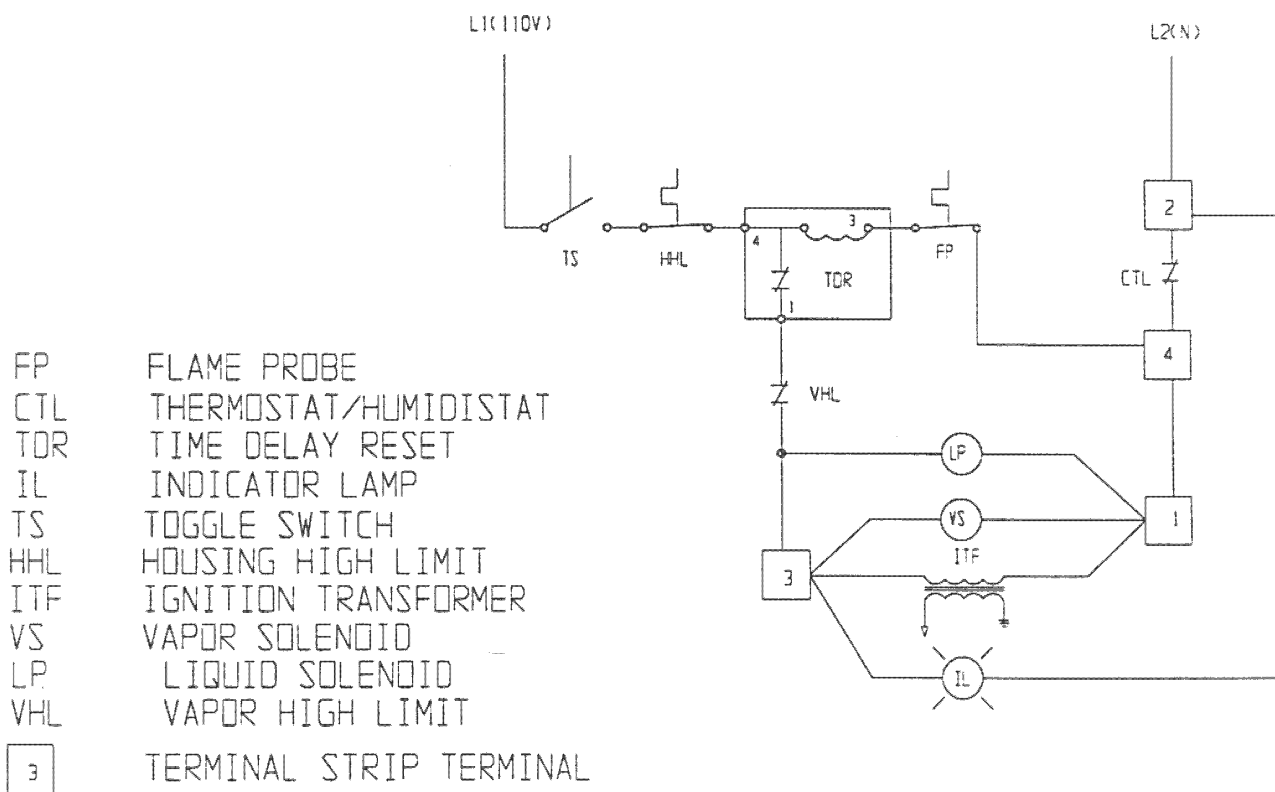 L1(110V)
L2(N)
2
TS
HHL
4
3
TDR
1
FP
CTL
4
VHL
LP
VS
1
ITF
3
IL
FP FLAME PROBE
CTL THERMOSTAT/HUMIDISTAT
TDR TIME DELAY RESET
IL INDICATOR LAMP
TS TOGGLE SWITCH
HHL HOUSING HIGH LIMIT
ITF IGNITION TRANSFORMER
VS VAPOR SOLENOID
LP LIQUID SOLENOID
VHL VAPOR HIGH LIMIT
3 TERMINAL STRIP TERMINAL